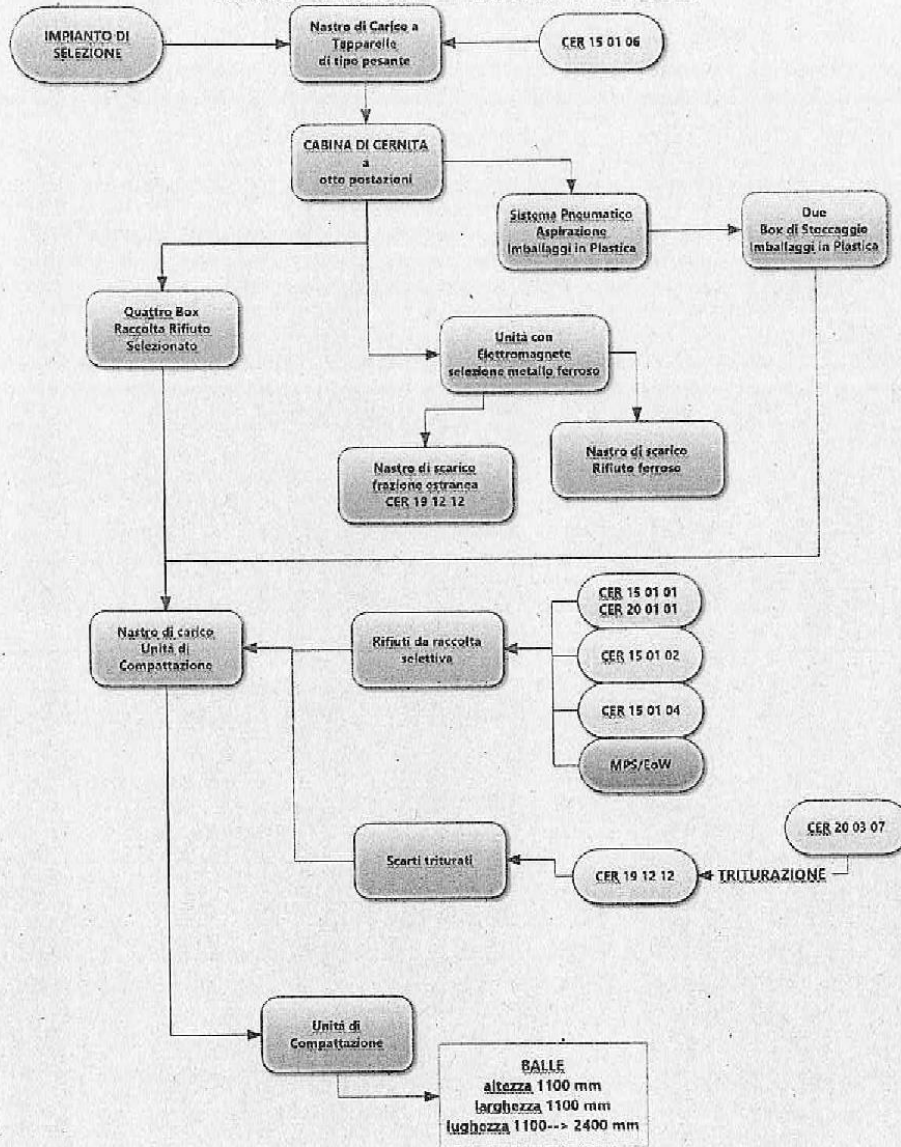 IMPIANTO DI
SELEZIONE
Nastro di Carico a
Tapparelle
di tipo pesante
CER 15 01 06
CABINA DI CERNITA
a
otto postazioni
Sistema Pneumatico
Aspirazione
Imballaggi in Plastica
Due
Box di Stoccaggio
Imballaggi in Plastica
Quattro Box
Raccolta Rifiuto
Selezionato
Unità con
Elettromagnete
selezione metallo ferroso
Nastro di scarico
frazione estranea
CER 19 12 12
Nastro di scarico
Rifiuto ferroso
Nastro di carico
Unità di
Compattazione
Rifiuti da raccolta
selettiva
CER 15 01 01
CER 20 01 01
CER 15 01 02
CER 15 01 04
MPS/EoW
CER 20 03 07
Scarti triturati
CER 19 12 12
TRITURAZIONE
Unità di
Compattazione
BALLE
altezza 1100 mm
larghezza 1100 mm
lughezza 1100--> 2400 mm